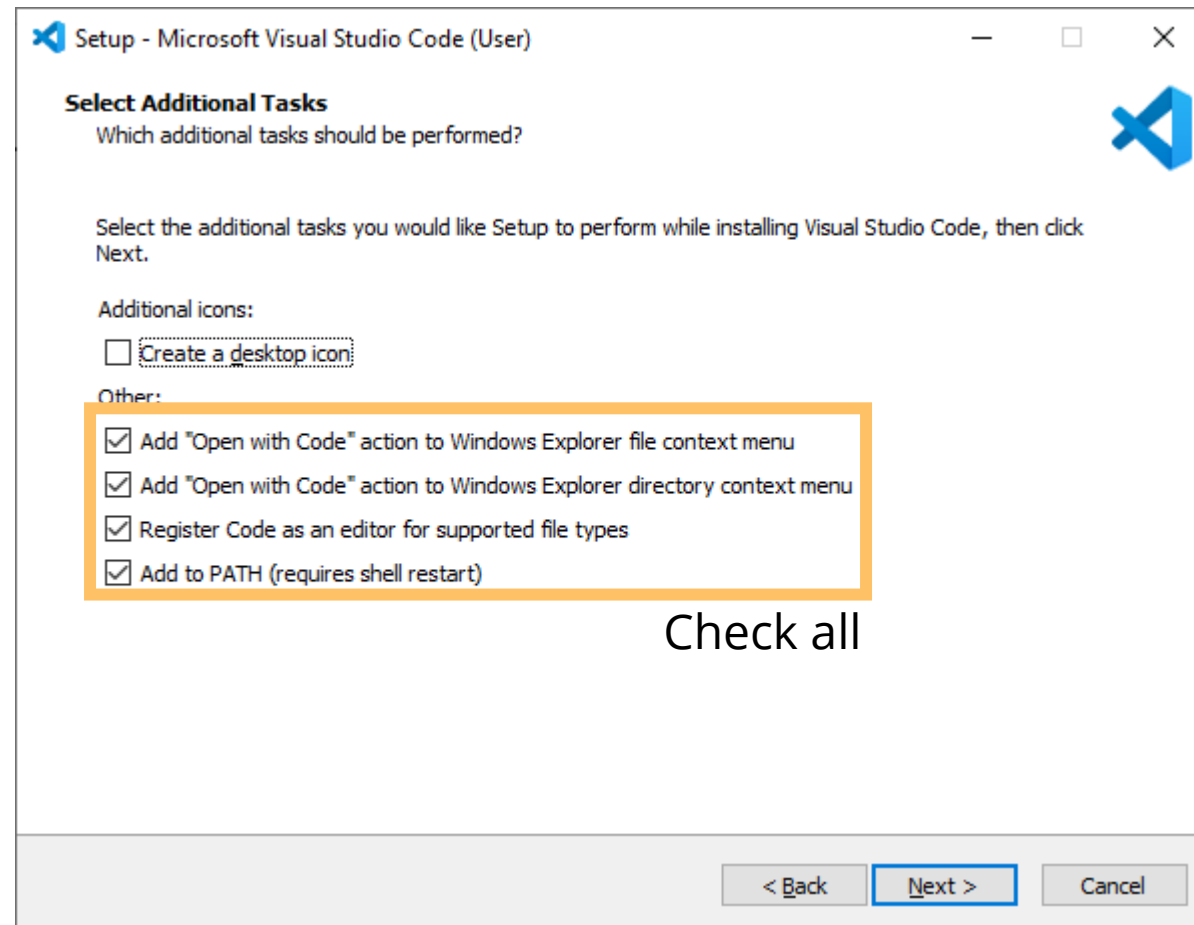 Setup - Microsoft Visual Studio Code (User)
Select Additional Tasks
Which additional tasks should be performed?
Select the additional tasks you would like Setup to perform while installing Visual Studio Code, then click
Next.
Additional icons:
Create a desktop icon
Other:
Add "Open with Code" action to Windows Explorer file context menu
Add "Open with Code" action to Windows Explorer directory context menu
Register Code as an editor for supported file types
Add to PATH (requires shell restart)
Check all
< Back Next > Cancel